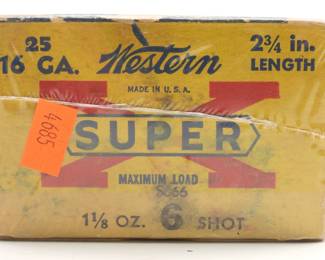 25
16 GA.
Western
2¾ in.
LENGTH
MADE IN U.S.A.
4685
SUPER
X
MAXIMUM LOAD
1⅛ OZ. 6 SHOT